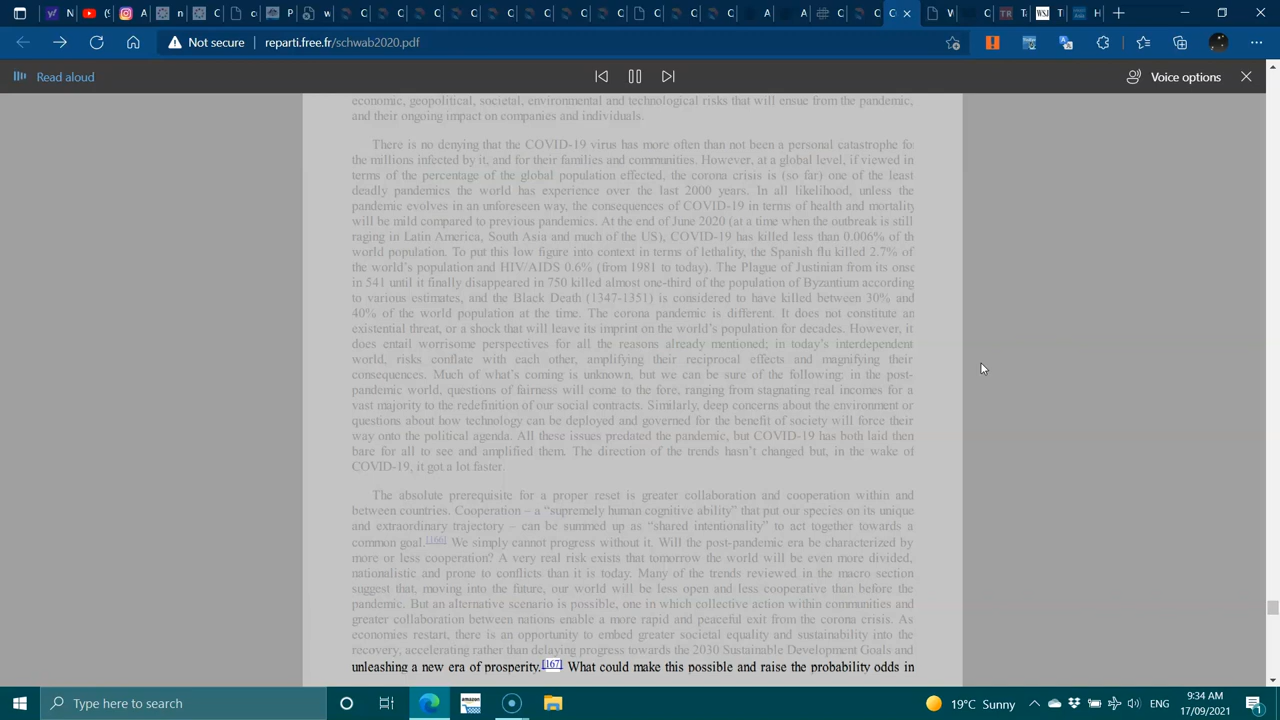 Not secure
reparti.free.fr/schwab2020.pdf
Read aloud
Voice options
economic, geopolitical, societal, environmental and technological risks that will ensue from the pandemic,
and their ongoing impact on companies and individuals.
There is no denying that the COVID-19 virus has more often than not been a personal catastrophe fo
the millions infected by it, and for their families and communities. However, at a global level, if viewed in
terms of the percentage of the global population effected, the corona crisis is (so far) one of the least
deadly pandemics the world has experience over the last 2000 years. In all likelihood, unless the
pandemic evolves in an unforeseen way, the consequences of COVID-19 in terms of health and mortality
will be mild compared to previous pandemics. At the end of June 2020 (at a time when the outbreak is still
raging in Latin America, South Asia and much of the US), COVID-19 has killed less than 0.006% of th
world population. To put this low figure into context in terms of lethality, the Spanish flu killed 2.7% of
the world's population and HIV/AIDS 0.6% (from 1981 to today). The Plague of Justinian from its onse
in 541 until it finally disappeared in 750 killed almost one-third of the population of Byzantium according
to various estimates, and the Black Death (1347-1351) is considered to have killed between 30% and
40% of the world population at the time. The corona pandemic is different. It does not constitute an
existential threat, or a shock that will leave its imprint on the world's population for decades. However, it
does entail worrisome perspectives for all the reasons already mentioned; in today's interdependent
world, risks conflate with each other, amplifying their reciprocal effects and magnifying their
consequences. Much of what's coming is unknown, but we can be sure of the following: in the post-
pandemic world, questions of fairness will come to the fore, ranging from stagnating real incomes for a
vast majority to the redefinition of our social contracts. Similarly, deep concerns about the environment or
questions about how technology can be deployed and governed for the benefit of society will force their
way onto the political agenda. All these issues predated the pandemic, but COVID-19 has both laid then
bare for all to see and amplified them. The direction of the trends hasn't changed but, in the wake of
COVID-19, it got a lot faster.
The absolute prerequisite for a proper reset is greater collaboration and cooperation within and
between countries. Cooperation – a “supremely human cognitive ability” that put our species on its unique
and extraordinary trajectory – can be summed up as “shared intentionality” to act together towards a
common goal.[166] We simply cannot progress without it. Will the post-pandemic era be characterized by
more or less cooperation? A very real risk exists that tomorrow the world will be even more divided,
nationalistic and prone to conflicts than it is today. Many of the trends reviewed in the macro section
suggest that, moving into the future, our world will be less open and less cooperative than before the
pandemic. But an alternative scenario is possible, one in which collective action within communities and
greater collaboration between nations enable a more rapid and peaceful exit from the corona crisis. As
economies restart, there is an opportunity to embed greater societal equality and sustainability into the
recovery, accelerating rather than delaying progress towards the 2030 Sustainable Development Goals and
unleashing a new era of prosperity.[167] What could make this possible and raise the probability odds in
Type here to search
amazon
19°C Sunny
9:34 AM
17/09/2021